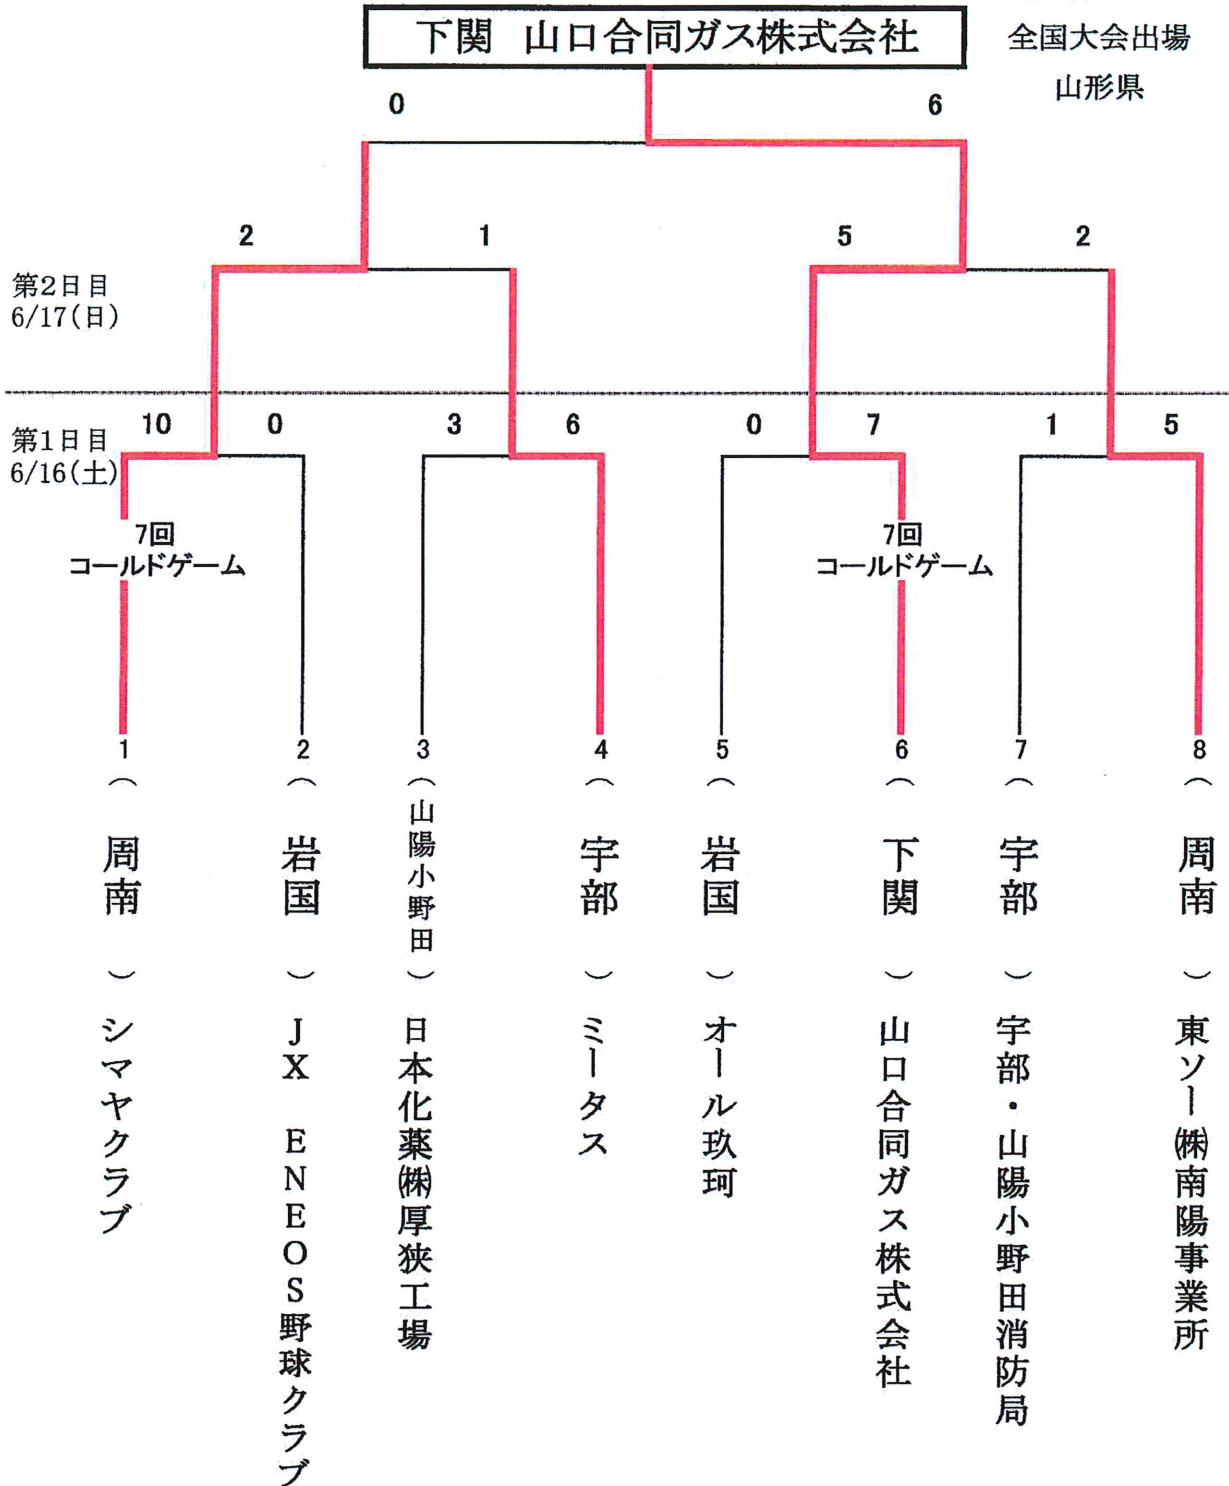 下関 山口合同ガス株式会社
全国大会出場
山形県
0
6
2
1
5
2
第2日目
6/17(日)
第1日目
6/16(土)
10
0
3
6
0
7
1
5
7回
コールドゲーム
7回
コールドゲーム
1
2
3
4
5
6
7
8
(周南)シマヤクラブ
(岩国)JX ENEOS野球クラブ
(山陽小野田)日本化薬㈱厚狭工場
(宇部)ミータス
(岩国)オール玖珂
(下関)山口合同ガス株式会社
(宇部)宇部・山陽小野田消防局
(周南)東ソー㈱南陽事業所